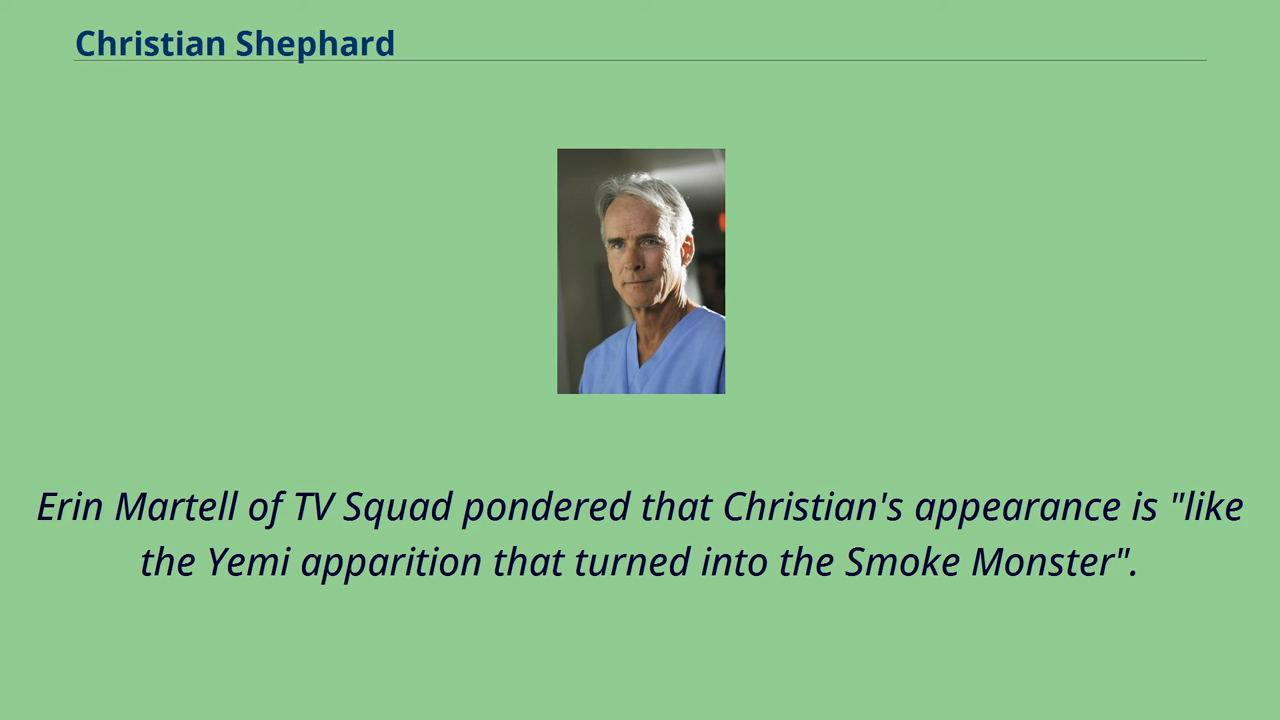 Christian Shephard
Erin Martell of TV Squad pondered that Christian's appearance is "like
the Yemi apparition that turned into the Smoke Monster".